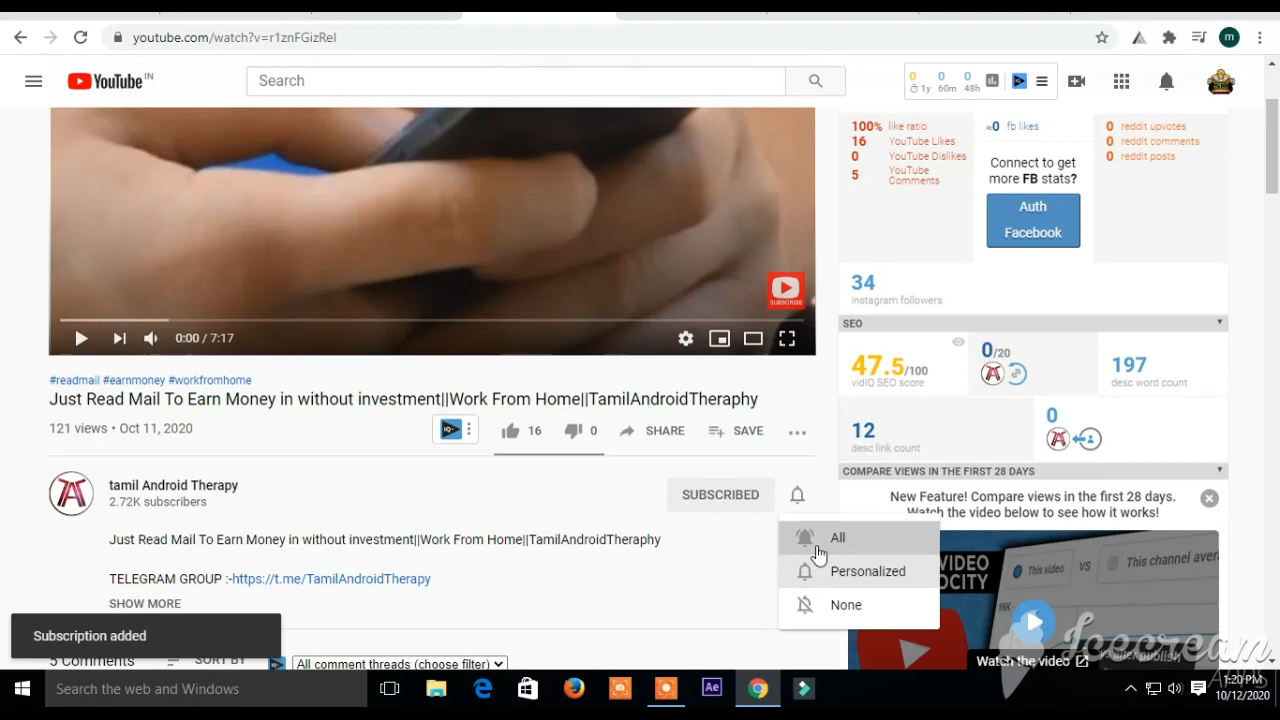 youtube.com/watch?v=r1znFGizReI
m
YouTube IN
Search
0 0 0
1y 60m 48h
SUBSCRIBE
0:00 / 7:17
100% like ratio
16 YouTube Likes
0 YouTube Dislikes
5 YouTube Comments
≈0 fb likes
Connect to get
more FB stats?
Auth
Facebook
0 reddit upvotes
0 reddit comments
0 reddit posts
34
instagram followers
SEO
47.5/100
vidIQ SEO score
0/20
197
desc word count
12
desc link count
0
COMPARE VIEWS IN THE FIRST 28 DAYS
New Feature! Compare views in the first 28 days.
Watch the video below to see how it works!
#readmail #earnmoney #workfromhome
Just Read Mail To Earn Money in without investment||Work From Home||TamilAndroidTheraphy
121 views • Oct 11, 2020
16 0 SHARE SAVE
tamil Android Therapy
2.72K subscribers
SUBSCRIBED
All
Personalized
None
Just Read Mail To Earn Money in without investment||Work From Home||TamilAndroidTheraphy
TELEGRAM GROUP :-https://t.me/TamilAndroidTherapy
SHOW MORE
Subscription added
5 Comments SORT BY All comment threads (choose filter)
VIDEO
This video VS This channel avera
Watch the video
Icecream
APPS
Search the web and Windows
Ae
1:20 PM
10/12/2020